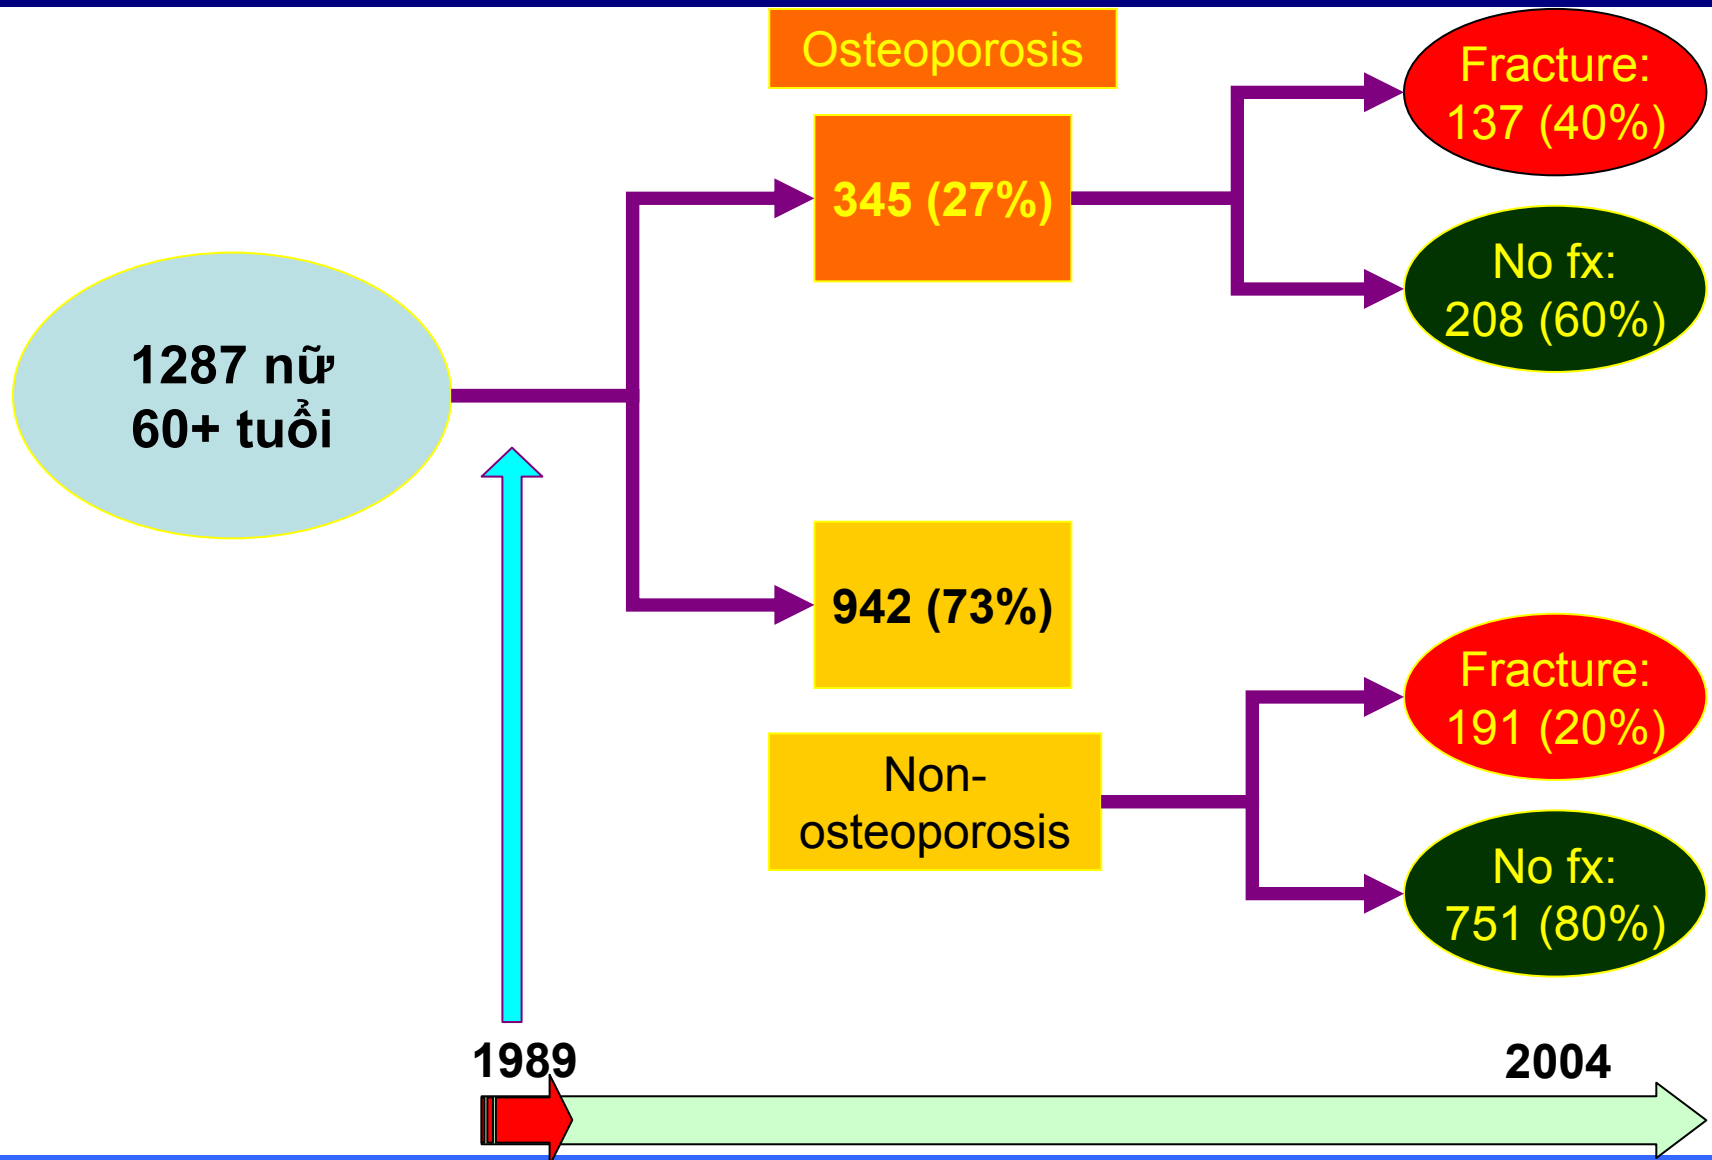 Osteoporosis
Fracture:
137 (40%)
345 (27%)
No fx:
208 (60%)
1287 nữ
60+ tuổi
942 (73%)
Fracture:
191 (20%)
Non-
osteoporosis
No fx:
751 (80%)
1989
2004